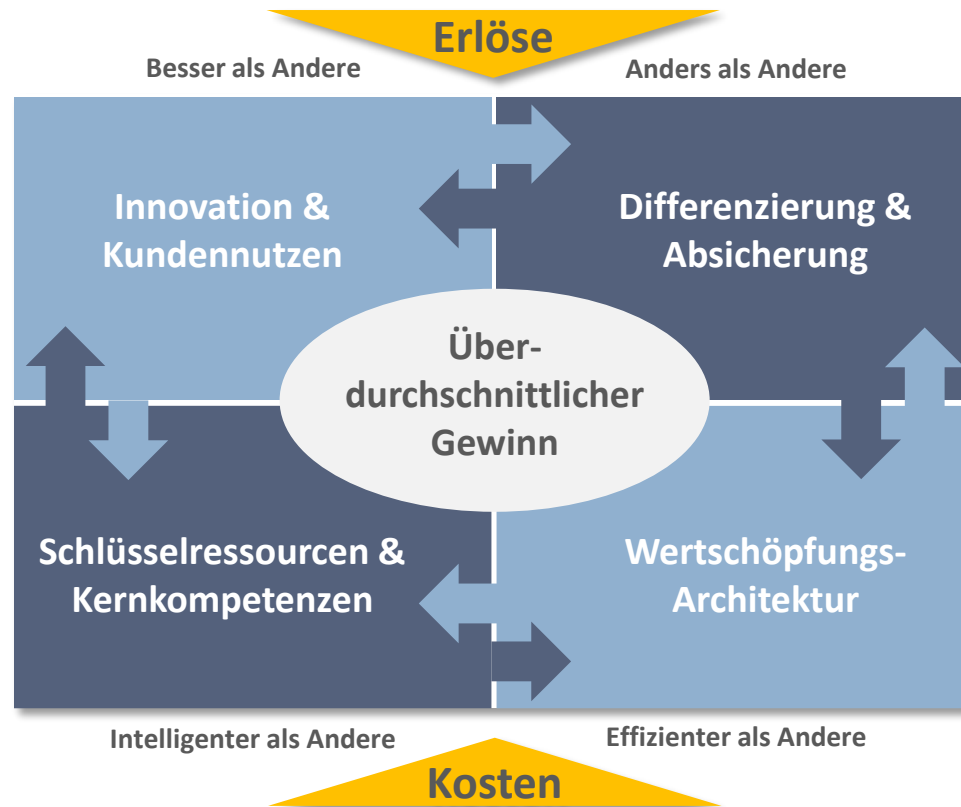 Erlöse
Besser als Andere
Anders als Andere
Innovation &
Kundennutzen
Differenzierung &
Absicherung
Über-
durchschnittlicher
Gewinn
Schlüsselressourcen &
Kernkompetenzen
Wertschöpfungs-
Architektur
Intelligenter als Andere
Effizienter als Andere
Kosten